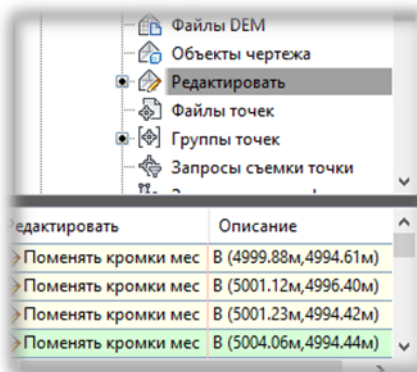 Файлы DEM
Объекты чертежа
Редактировать
Файлы точек
Группы точек
Запросы съемки точки
едактировать Описание
Поменять кромки мес В (4999.88м,4994.61м)
Поменять кромки мес В (5001.12м,4996.40м)
Поменять кромки мес В (5001.23м,4994.42м)
Поменять кромки мес В (5004.06м,4994.44м)